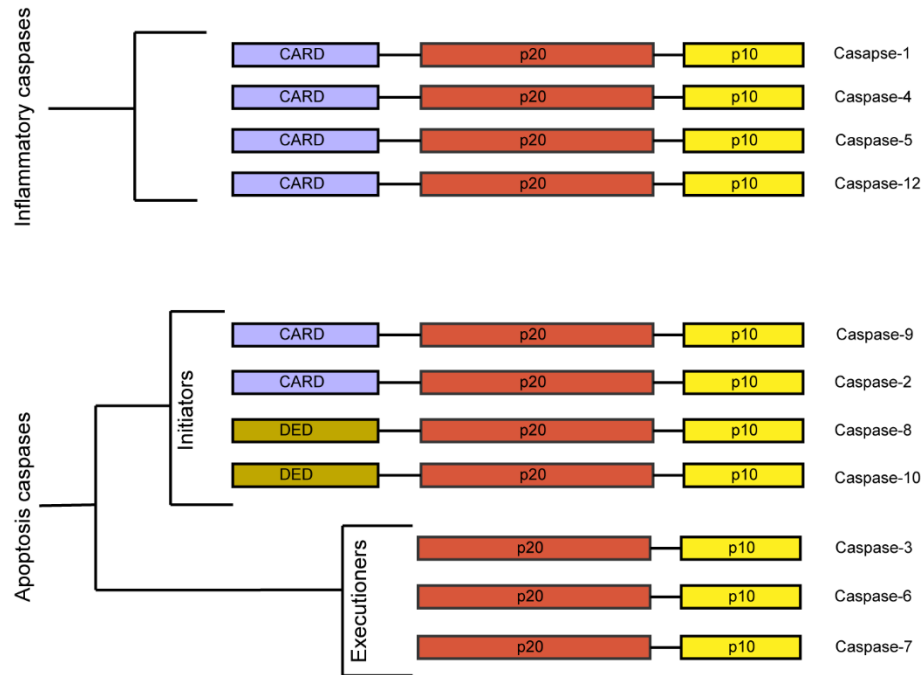 Inflammatory caspases
CARD p20 p10 Casapse-1
CARD p20 p10 Caspase-4
CARD p20 p10 Caspase-5
CARD p20 p10 Caspase-12
Apoptosis caspases
Initiators
CARD p20 p10 Caspase-9
CARD p20 p10 Caspase-2
DED p20 p10 Caspase-8
DED p20 p10 Caspase-10
Executioners
p20 p10 Caspase-3
p20 p10 Caspase-6
p20 p10 Caspase-7